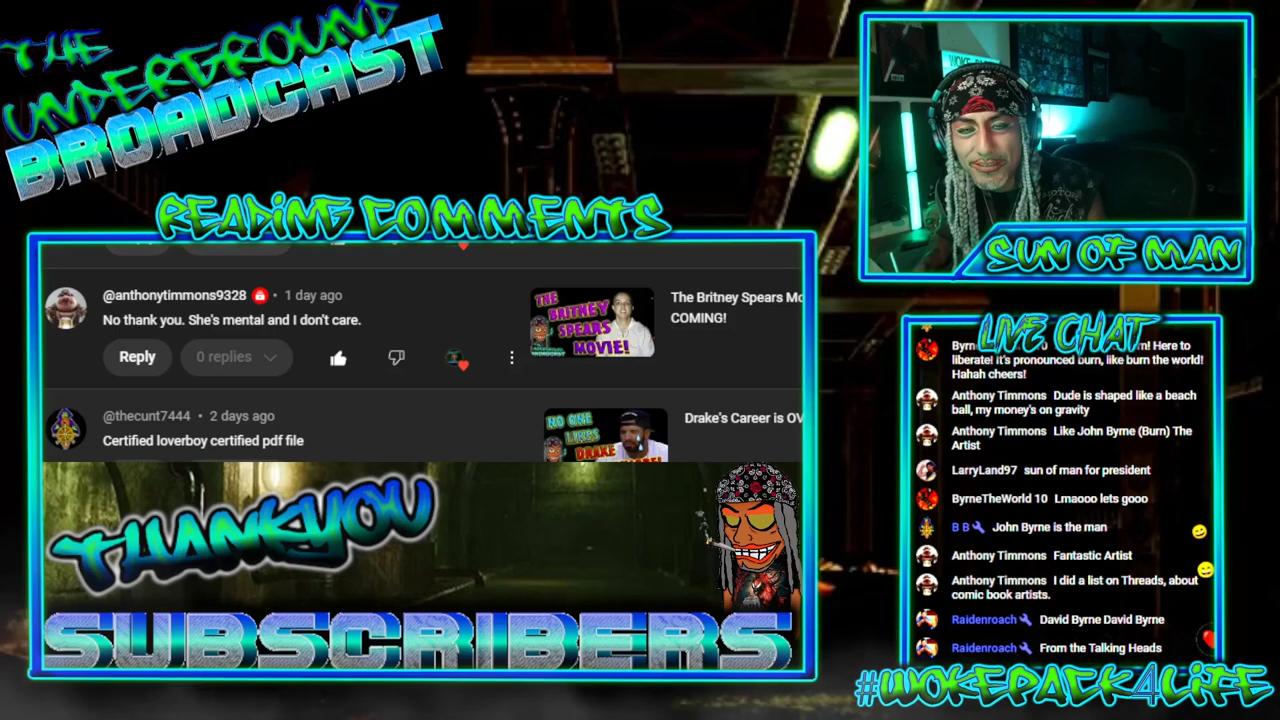 THE
UNDERGROUND
BROADCAST
READING COMMENTS
@anthonytimmons9328 • 1 day ago
No thank you. She's mental and I don't care.
Reply 0 replies
THE
BRITNEY
SPEARS
MOVIE!
The Britney Spears Mo
COMING!
@thecunt7444 • 2 days ago
Certified loverboy certified pdf file
NO ONE
LIKES
DRAKE
Drake's Career is OV
THANKYOU
SUBSCRIBERS
SUN OF MAN
LIVE CHAT
liberate! it's pronounced burn, like burn the world!
Hahah cheers!
Anthony Timmons Dude is shaped like a beach
ball, my money's on gravity
Anthony Timmons Like John Byrne (Burn) The
Artist
LarryLand97 sun of man for president
ByrneTheWorld 10 Lmaooo lets gooo
B B John Byrne is the man
Anthony Timmons Fantastic Artist
Anthony Timmons I did a list on Threads, about
comic book artists.
Raidenroach David Byrne David Byrne
Raidenroach From the Talking Heads
#WOKEPACK4LIFE